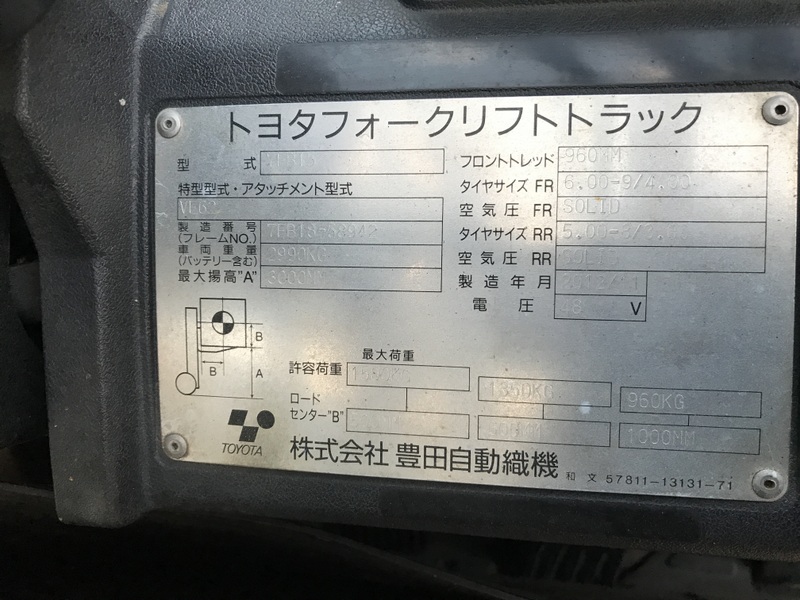 トヨタフォークリフトトラック
型式
特型型式・アタッチメント型式
VF62
製造番号
(フレームNO.)
車両重量 2990KG
(バッテリー含む)
最大揚高"A" 3000MM
フロントトレッド 960MM
タイヤサイズ FR
空気圧 FR SOLID
タイヤサイズ RR
空気圧 RR
製造年月
電圧 48 V
B
B
A
最大荷重
許容荷重 1350KG 960KG
ロード
センター"B" 1000MM
TOYOTA
株式会社 豊田自動織機
和文 57811-13131-71